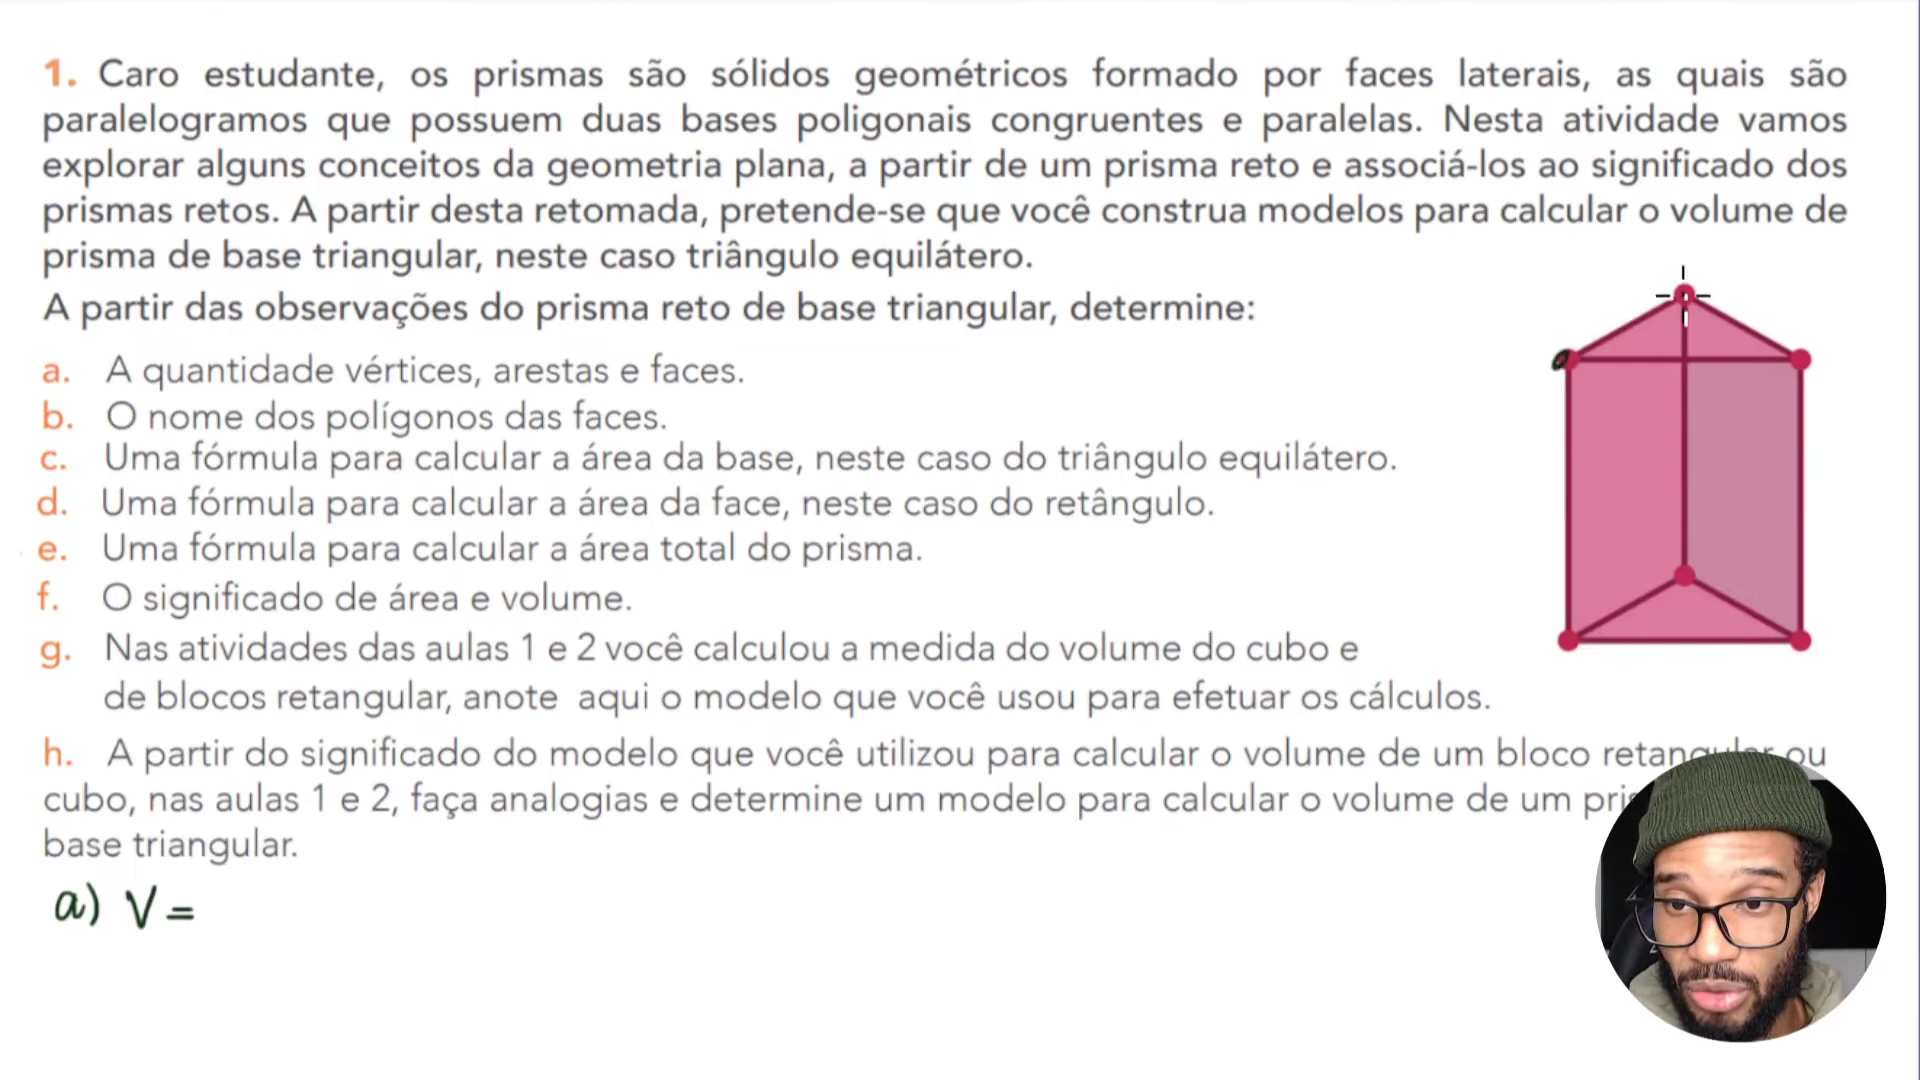 1. Caro estudante, os prismas são sólidos geométricos formado por faces laterais, as quais são
paralelogramos que possuem duas bases poligonais congruentes e paralelas. Nesta atividade vamos
explorar alguns conceitos da geometria plana, a partir de um prisma reto e associá-los ao significado dos
prismas retos. A partir desta retomada, pretende-se que você construa modelos para calcular o volume de
prisma de base triangular, neste caso triângulo equilátero.
A partir das observações do prisma reto de base triangular, determine:
a. A quantidade vértices, arestas e faces.
b. O nome dos polígonos das faces.
c. Uma fórmula para calcular a área da base, neste caso do triângulo equilátero.
d. Uma fórmula para calcular a área da face, neste caso do retângulo.
e. Uma fórmula para calcular a área total do prisma.
f. O significado de área e volume.
g. Nas atividades das aulas 1 e 2 você calculou a medida do volume do cubo e
de blocos retangular, anote aqui o modelo que você usou para efetuar os cálculos.
h. A partir do significado do modelo que você utilizou para calcular o volume de um bloco retangular ou
cubo, nas aulas 1 e 2, faça analogias e determine um modelo para calcular o volume de um
base triangular.
a) V =